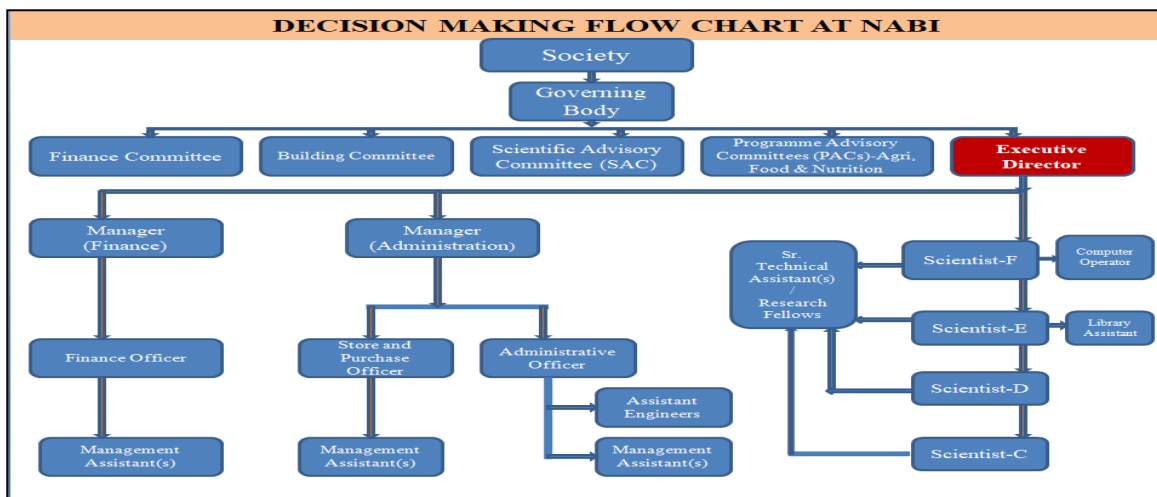 DECISION MAKING FLOW CHART AT NABI
Society
Governing
Body
Finance Committee
Building Committee
Scientific Advisory
Committee (SAC)
Programme Advisory
Committees (PACs)-Agri,
Food & Nutrition
Executive
Director
Manager
(Finance)
Manager
(Administration)
Sr.
Technical
Assistant(s)
/
Research
Fellows
Scientist-F
Computer
Operator
Scientist-E
Library
Assistant
Finance Officer
Store and
Purchase
Officer
Administrative
Officer
Scientist-D
Assistant
Engineers
Management
Assistant(s)
Management
Assistant(s)
Management
Assistant(s)
Scientist-C